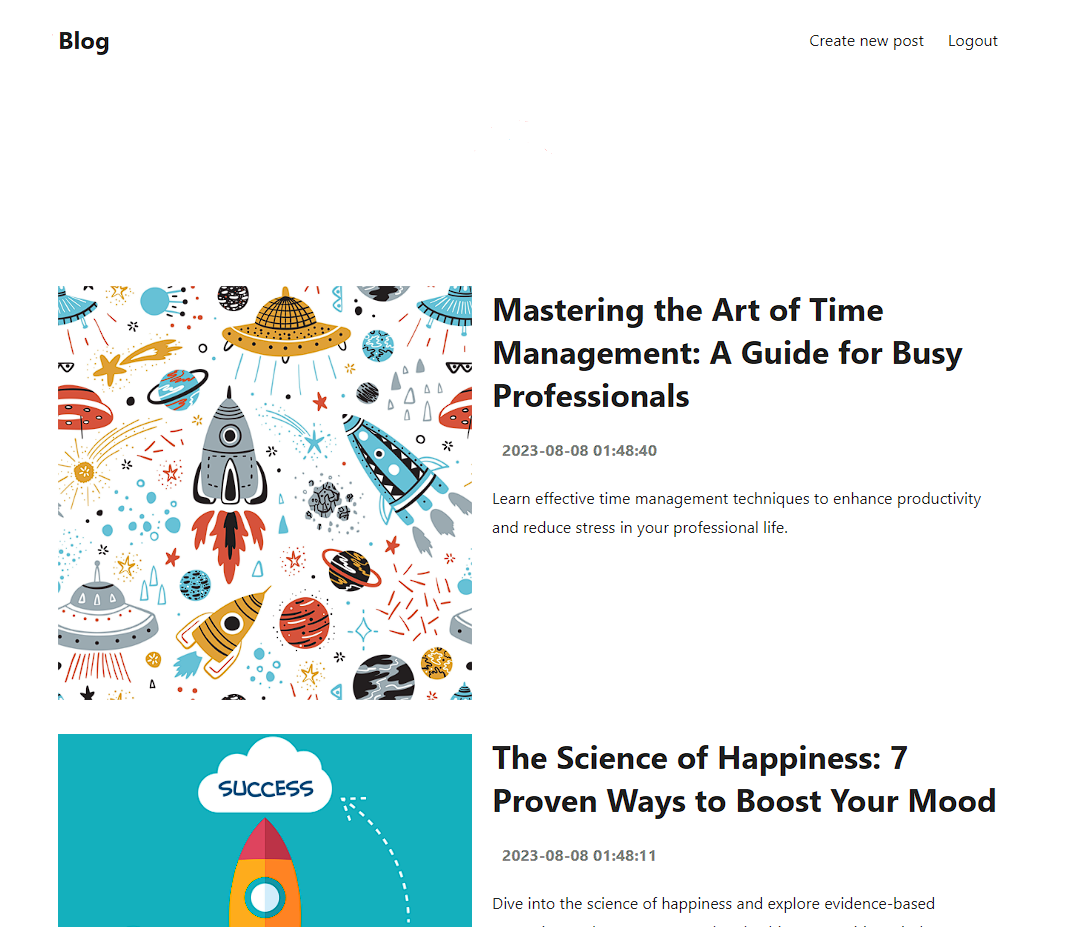 Blog
Create new post
Logout
Mastering the Art of Time
Management: A Guide for Busy
Professionals
2023-08-08 01:48:40
Learn effective time management techniques to enhance productivity
and reduce stress in your professional life.
SUCCESS
The Science of Happiness: 7
Proven Ways to Boost Your Mood
2023-08-08 01:48:11
Dive into the science of happiness and explore evidence-based